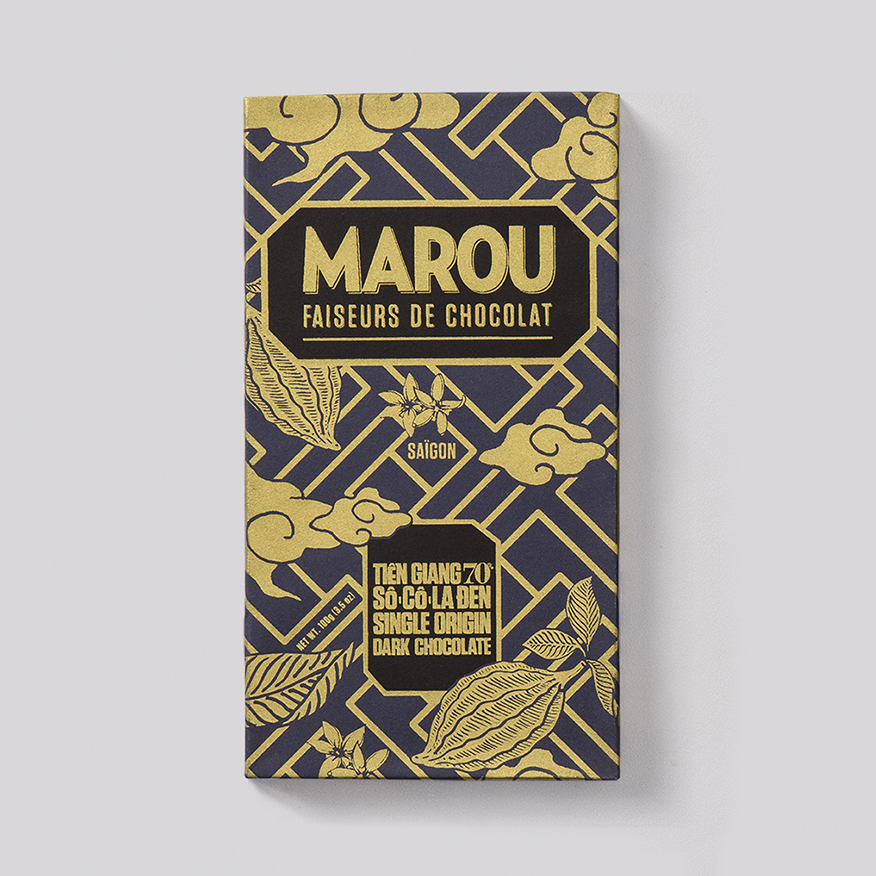 MAROU
FAISEURS DE CHOCOLAT
SAÏGON
TIỀN GIANG 70%
SÔ·CÔ·LA ĐEN
SINGLE ORIGIN
DARK CHOCOLATE
NET WT. 100g (3.5 oz)